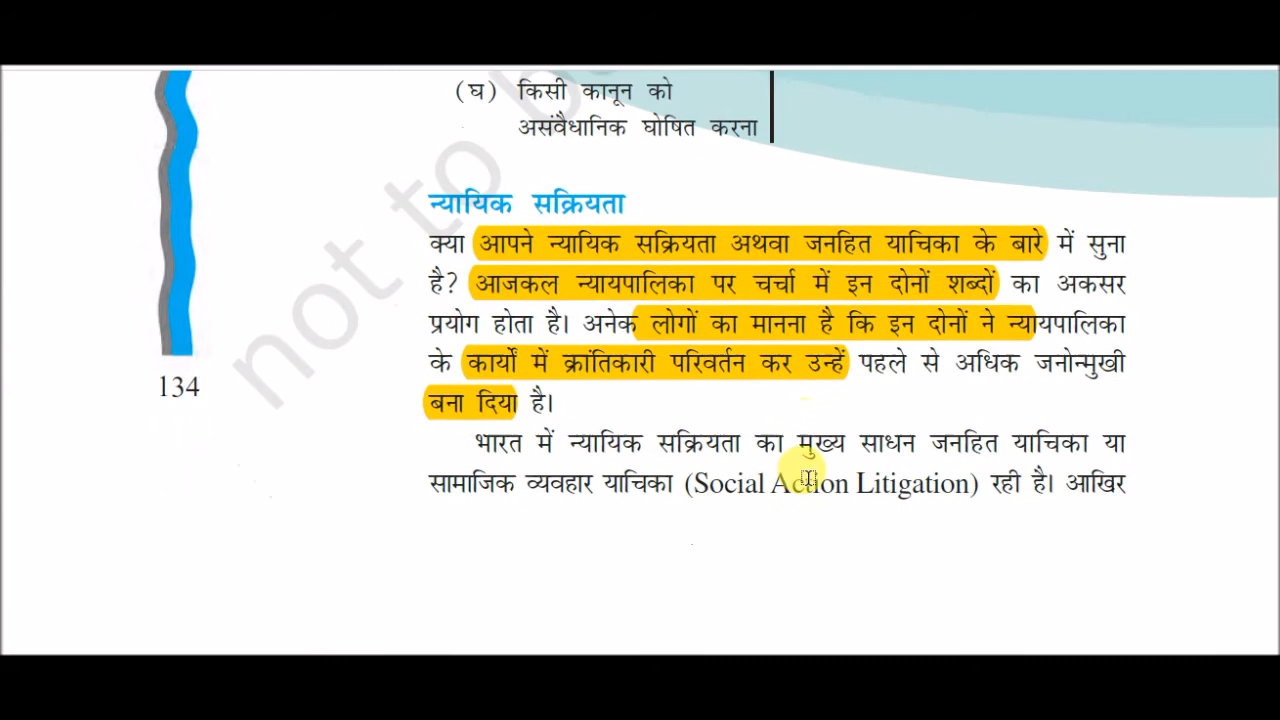 (घ) किसी कानून को
असंवैधानिक घोषित करना
not to b
न्यायिक सक्रियता
क्या आपने न्यायिक सक्रियता अथवा जनहित याचिका के बारे में सुना
है? आजकल न्यायपालिका पर चर्चा में इन दोनों शब्दों का अकसर
प्रयोग होता है। अनेक लोगों का मानना है कि इन दोनों ने न्यायपालिका
के कार्यों में क्रांतिकारी परिवर्तन कर उन्हें पहले से अधिक जनोन्मुखी
बना दिया है।
134
भारत में न्यायिक सक्रियता का मुख्य साधन जनहित याचिका या
सामाजिक व्यवहार याचिका (Social Action Litigation) रही है। आखिर